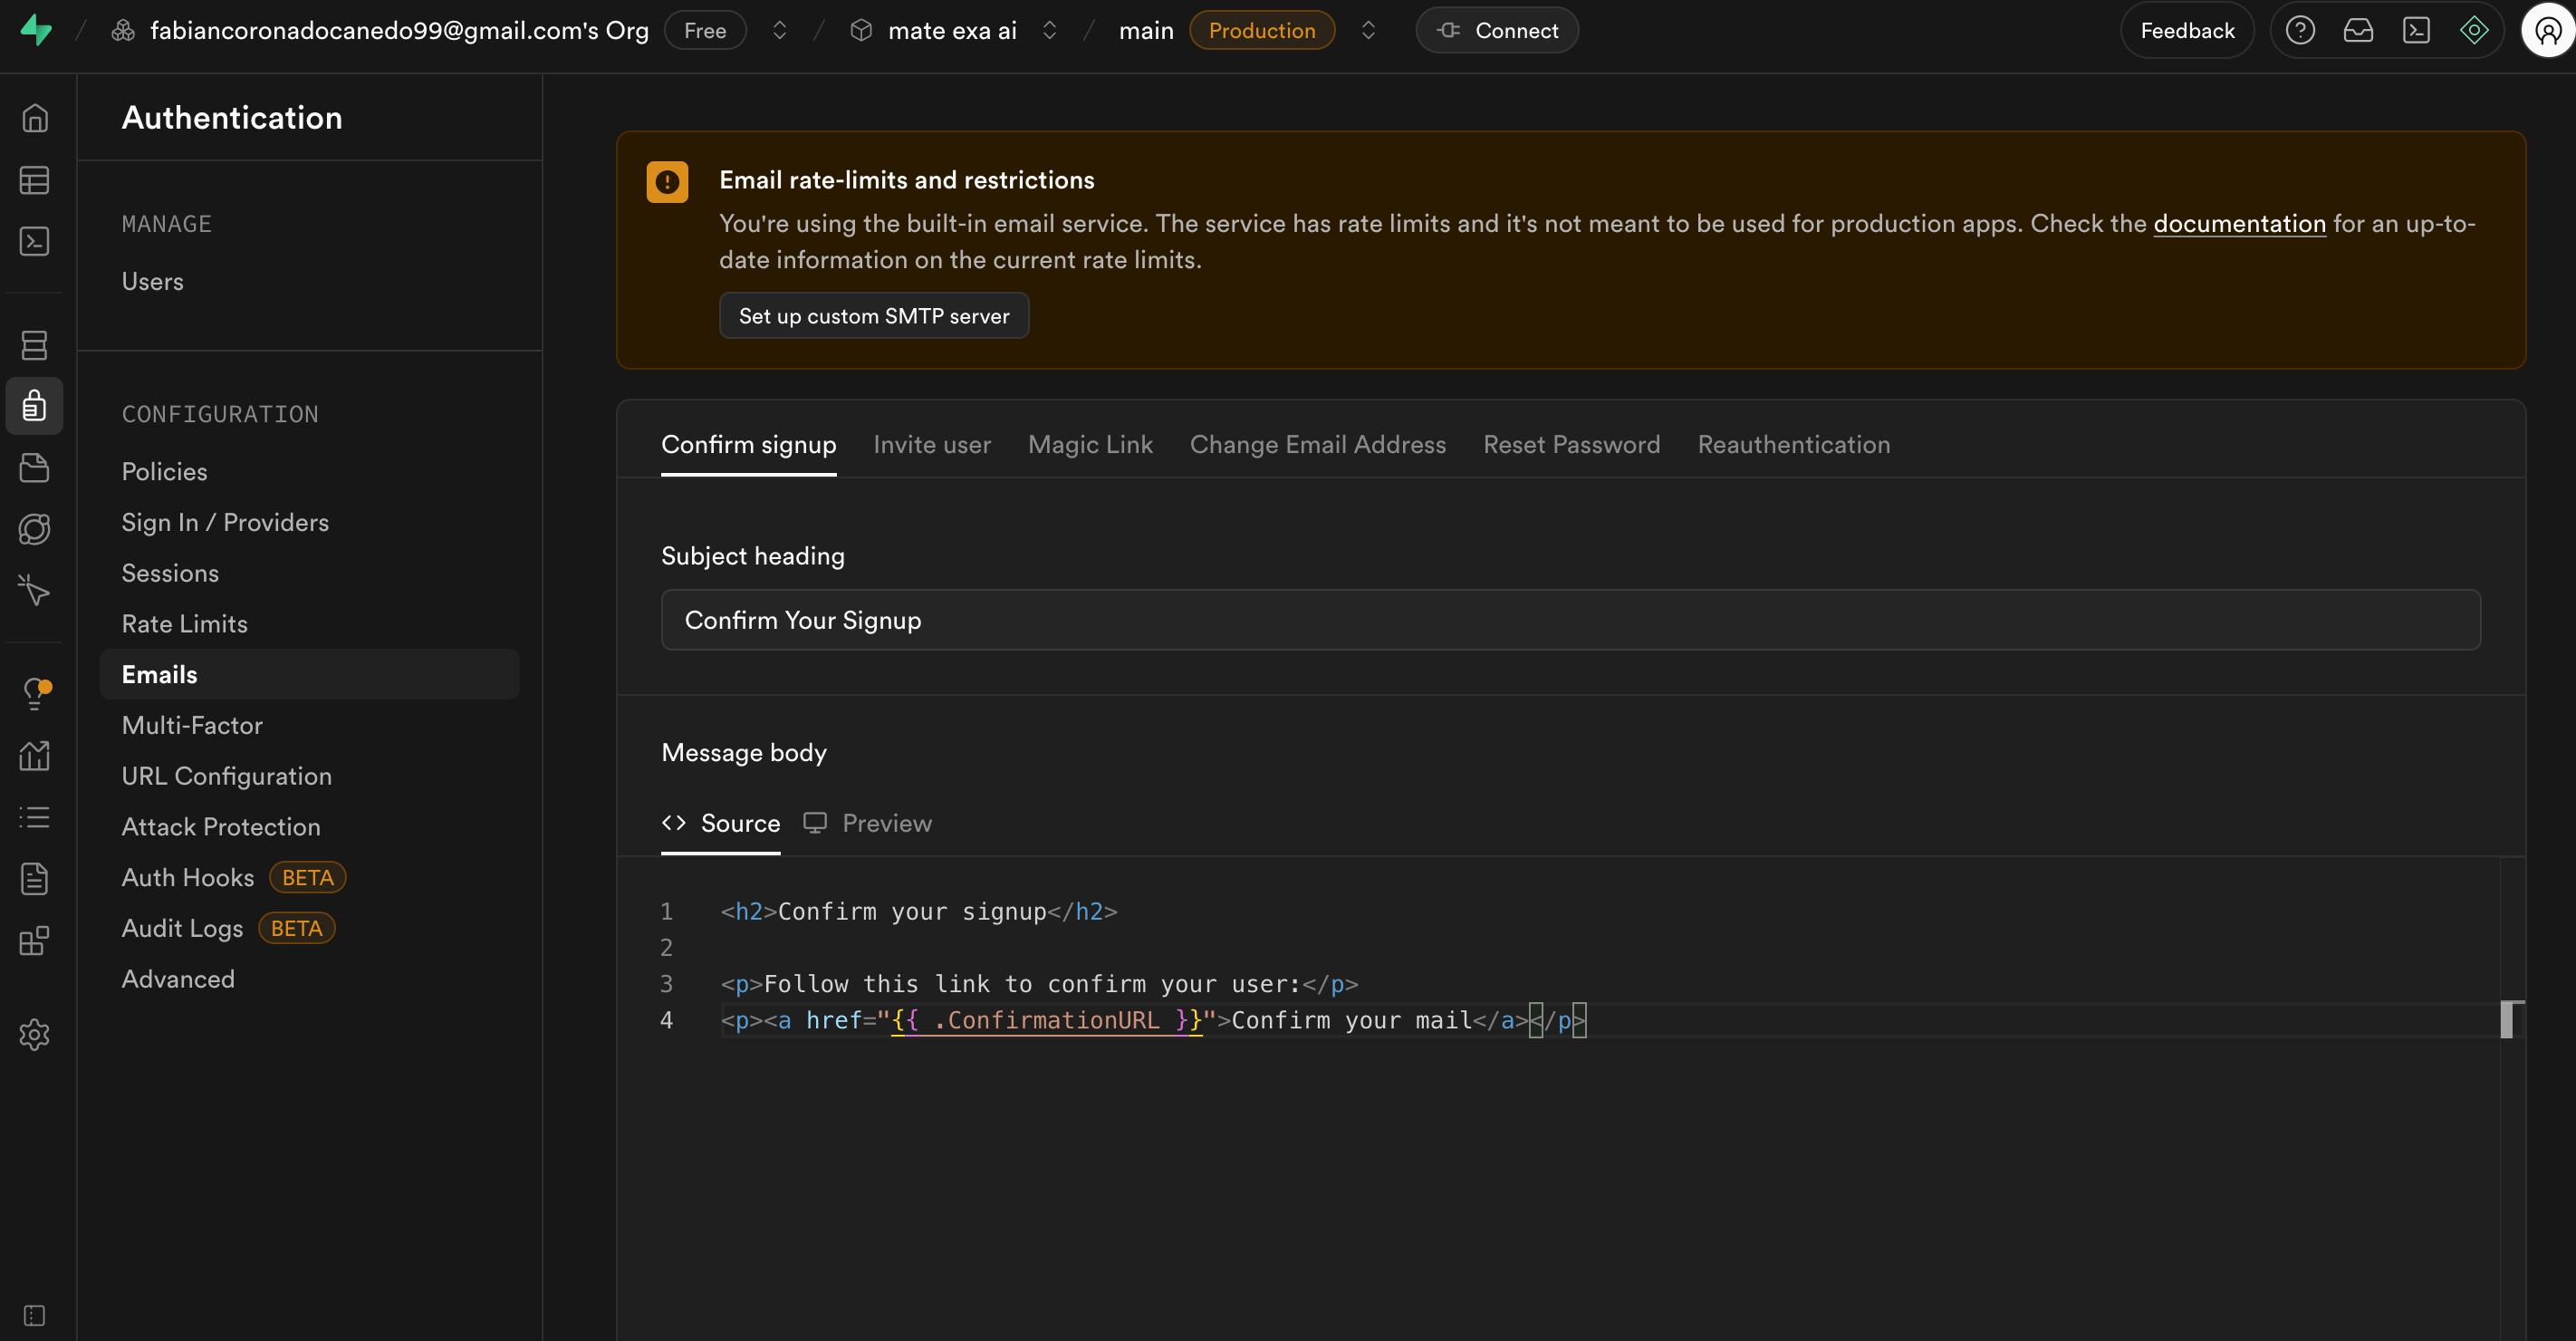 fabiancoronadocanedo99@gmail.com's Org Free mate exa ai main Production Connect Feedback
Authentication
MANAGE
Users
CONFIGURATION
Policies
Sign In / Providers
Sessions
Rate Limits
Emails
Multi-Factor
URL Configuration
Attack Protection
Auth Hooks BETA
Audit Logs BETA
Advanced
Email rate-limits and restrictions
You're using the built-in email service. The service has rate limits and it's not meant to be used for production apps. Check the documentation for an up-to-
date information on the current rate limits.
Set up custom SMTP server
Confirm signup Invite user Magic Link Change Email Address Reset Password Reauthentication
Subject heading
Confirm Your Signup
Message body
<> Source Preview
1 <h2>Confirm your signup</h2>
2
3 <p>Follow this link to confirm your user:</p>
4 <p><a href="{{ .ConfirmationURL }}">Confirm your mail</a></p>